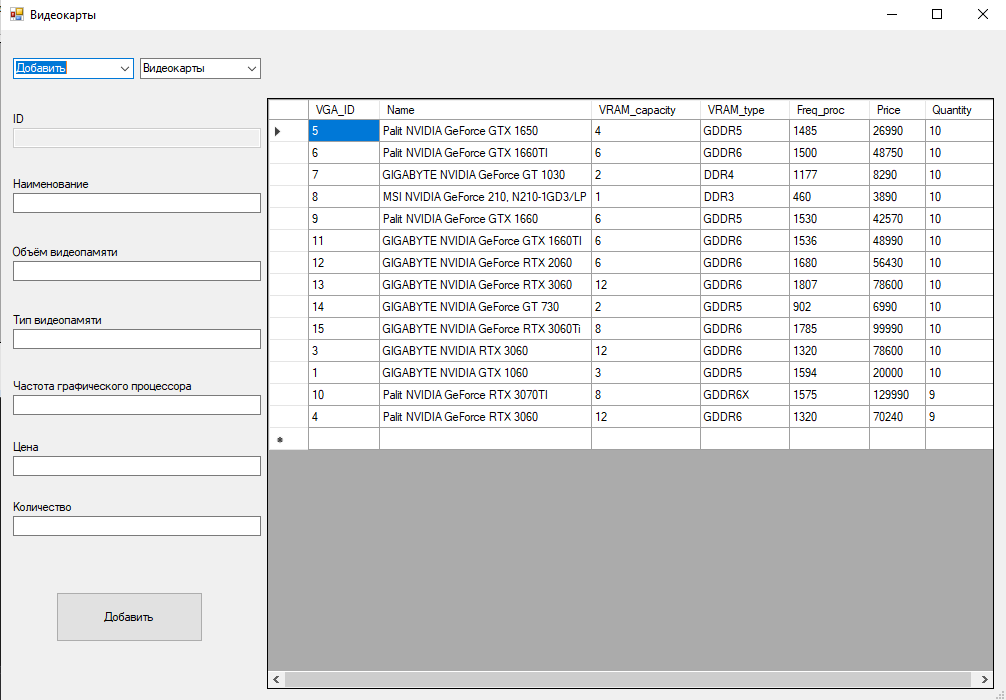 Видеокарты
Добавить Видеокарты
ID
Наименование
Объём видеопамяти
Тип видеопамяти
Частота графического процессора
Цена
Количество
Добавить
VGA_ID Name VRAM_capacity VRAM_type Freq_proc Price Quantity
5 Palit NVIDIA GeForce GTX 1650 4 GDDR5 1485 26990 10
6 Palit NVIDIA GeForce GTX 1660TI 6 GDDR6 1500 48750 10
7 GIGABYTE NVIDIA GeForce GT 1030 2 DDR4 1177 8290 10
8 MSI NVIDIA GeForce 210, N210-1GD3/LP 1 DDR3 460 3890 10
9 Palit NVIDIA GeForce GTX 1660 6 GDDR5 1530 42570 10
11 GIGABYTE NVIDIA GeForce GTX 1660TI 6 GDDR6 1536 48990 10
12 GIGABYTE NVIDIA GeForce RTX 2060 6 GDDR6 1680 56430 10
13 GIGABYTE NVIDIA GeForce RTX 3060 12 GDDR6 1807 78600 10
14 GIGABYTE NVIDIA GeForce GT 730 2 GDDR5 902 6990 10
15 GIGABYTE NVIDIA GeForce RTX 3060Ti 8 GDDR6 1785 99990 10
3 GIGABYTE NVIDIA RTX 3060 12 GDDR6 1320 78600 10
1 GIGABYTE NVIDIA GTX 1060 3 GDDR5 1594 20000 10
10 Palit NVIDIA GeForce RTX 3070TI 8 GDDR6X 1575 129990 9
4 Palit NVIDIA GeForce RTX 3060 12 GDDR6 1320 70240 9